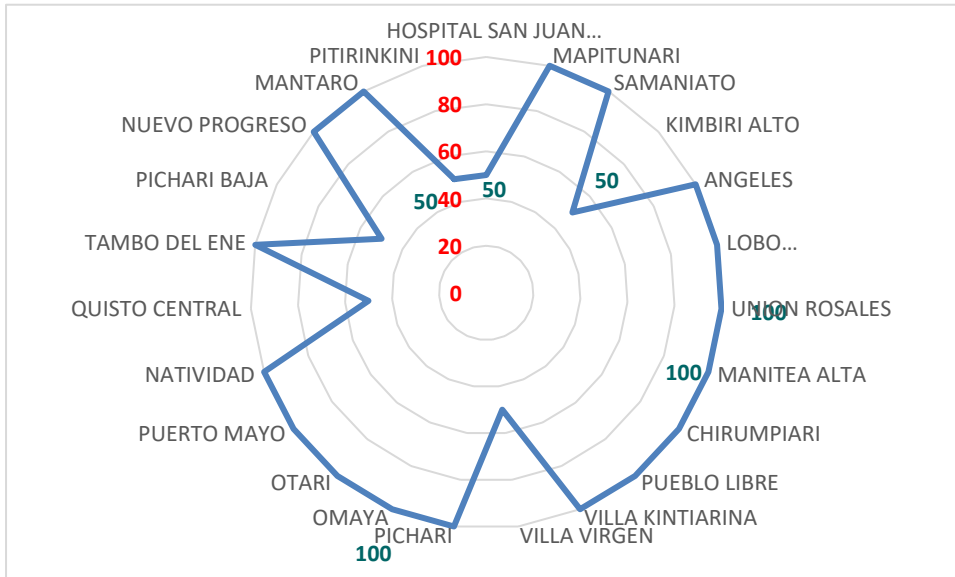 HOSPITAL SAN JUAN...
MAPITUNARI
SAMANIATO
KIMBIRI ALTO
ANGELES
LOBO...
UNION ROSALES
MANITEA ALTA
CHIRUMPIARI
PUEBLO LIBRE
VILLA KINTIARINA
VILLA VIRGEN
PICHARI
OMAYA
OTARI
PUERTO MAYO
NATIVIDAD
QUISTO CENTRAL
TAMBO DEL ENE
PICHARI BAJA
NUEVO PROGRESO
MANTARO
PITIRINKINI
100
80
60
40
20
0
50
50
50
100
100
100